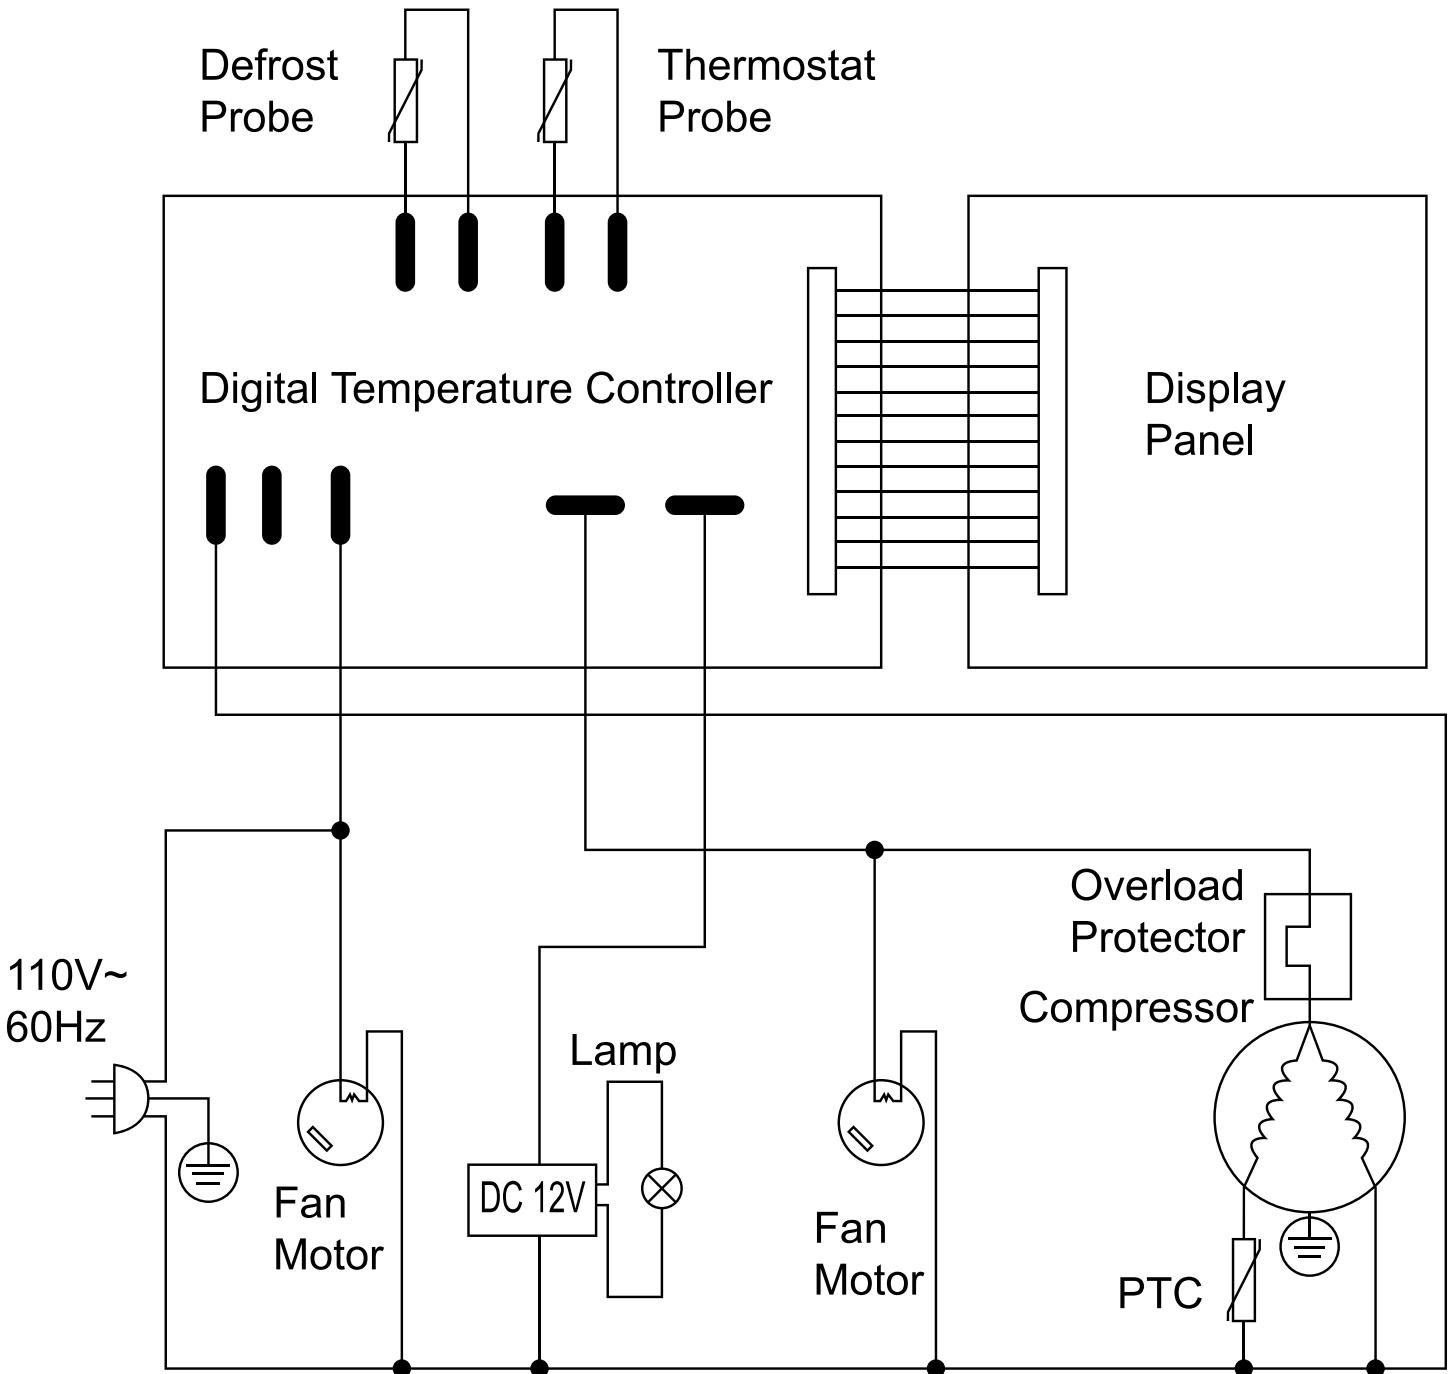 Defrost
Probe
Thermostat
Probe
Digital Temperature Controller
Display
Panel
Overload
Protector
Compressor
110V~
60Hz
Lamp
DC 12V
Fan
Motor
Fan
Motor
PTC